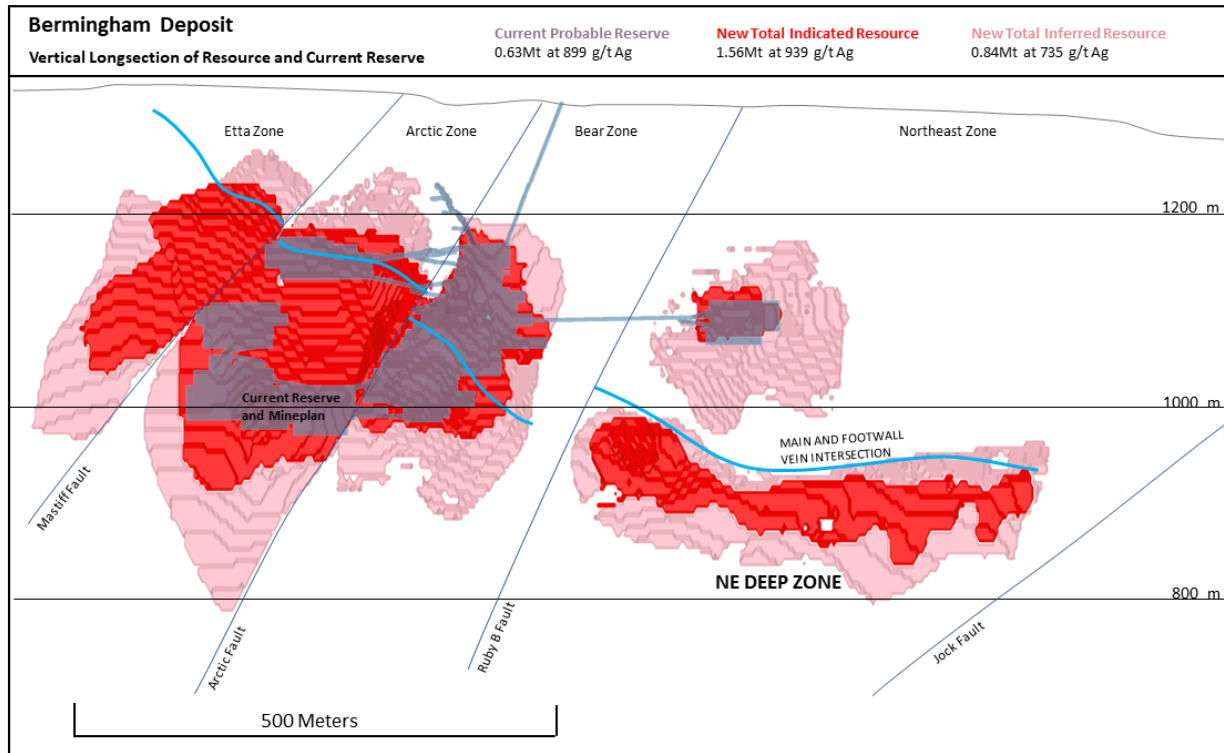 Bermingham Deposit
Vertical Longsection of Resource and Current Reserve
Current Probable Reserve
0.63Mt at 899 g/t Ag
New Total Indicated Resource
1.56Mt at 939 g/t Ag
New Total Inferred Resource
0.84Mt at 735 g/t Ag
Etta Zone
Arctic Zone
Bear Zone
Northeast Zone
1200 m
Current Reserve
and Mineplan
1000 m
MAIN AND FOOTWALL
VEIN INTERSECTION
Mastiff Fault
NE DEEP ZONE
800 m
Arctic Fault
Ruby B Fault
Jock Fault
500 Meters